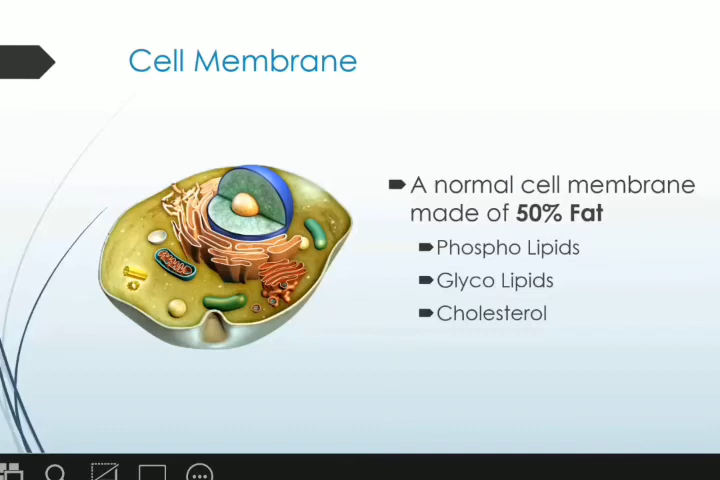 Cell Membrane
A normal cell membrane
made of 50% Fat
Phospho Lipids
Glyco Lipids
Cholesterol